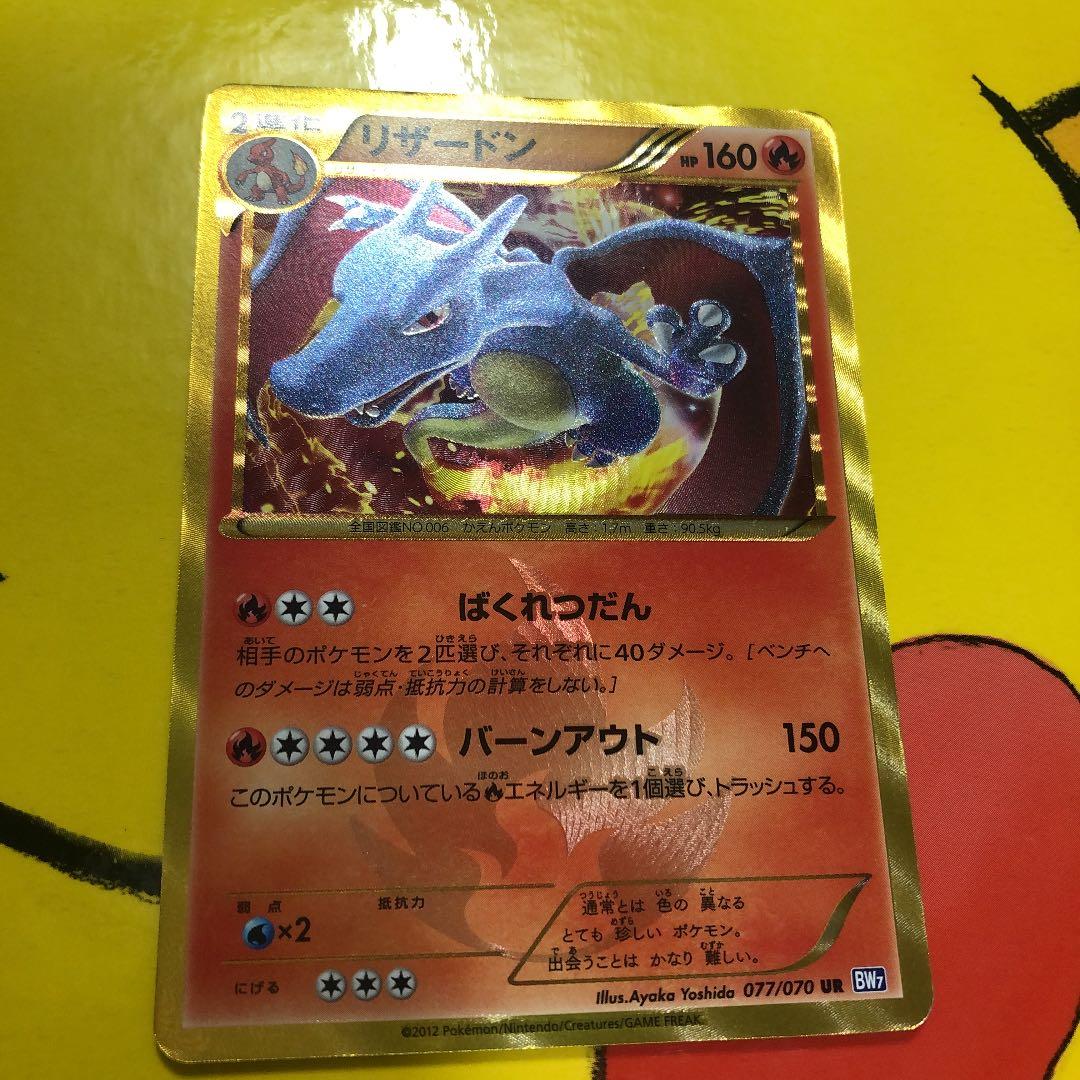 2進化 リザードン HP160
全国図鑑NO.006 かえんポケモン 高さ:1.7m 重さ:90.5kg
ばくれつだん
相手のポケモンを2匹選び、それぞれに40ダメージ。[ベンチへ
のダメージは弱点・抵抗力の計算をしない。]
バーンアウト 150
このポケモンについているエネルギーを1個選び、トラッシュする。
弱点 抵抗力
×2
にげる
通常とは 色の 異なる
とても 珍しい ポケモン。
出会うことは かなり 難しい。
Illus.Ayaka Yoshida 077/070 UR BW7
©2012 Pokémon/Nintendo/Creatures/GAME FREAK.